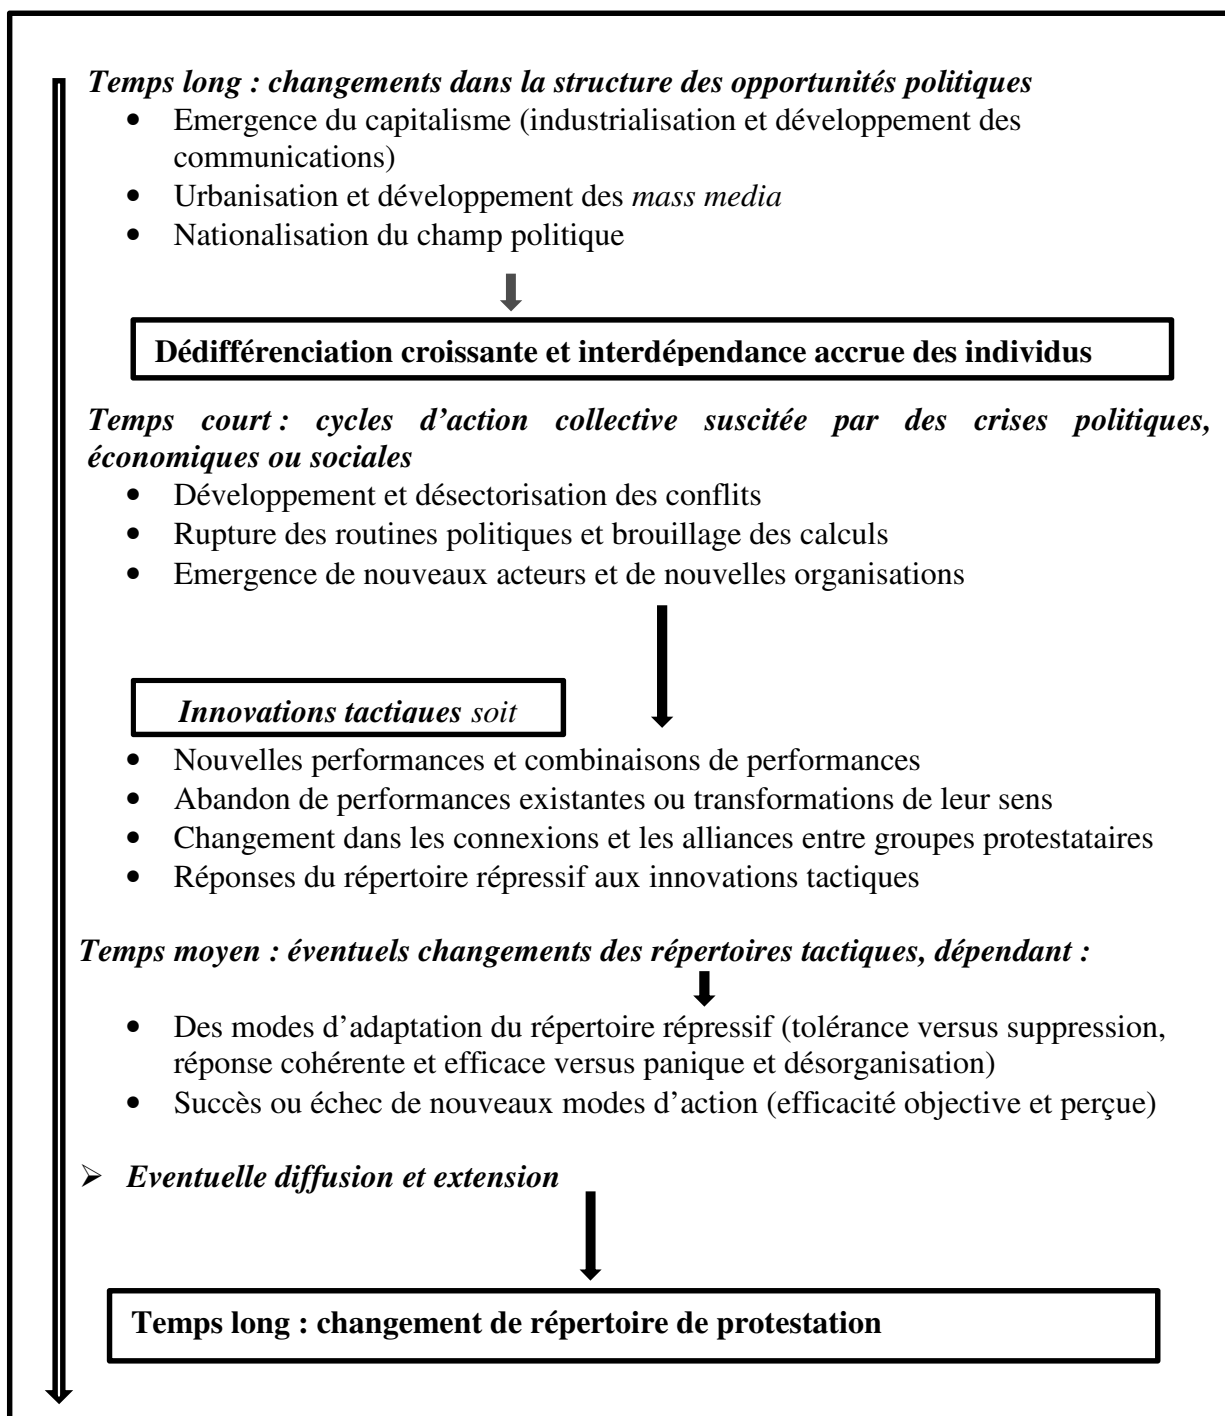 Temps long : changements dans la structure des opportunités politiques
• Emergence du capitalisme (industrialisation et développement des
communications)
• Urbanisation et développement des mass media
• Nationalisation du champ politique
Dédifférenciation croissante et interdépendance accrue des individus
Temps court : cycles d’action collective suscitée par des crises politiques,
économiques ou sociales
• Développement et désectorisation des conflits
• Rupture des routines politiques et brouillage des calculs
• Emergence de nouveaux acteurs et de nouvelles organisations
Innovations tactiques soit
• Nouvelles performances et combinaisons de performances
• Abandon de performances existantes ou transformations de leur sens
• Changement dans les connexions et les alliances entre groupes protestataires
• Réponses du répertoire répressif aux innovations tactiques
Temps moyen : éventuels changements des répertoires tactiques, dépendant :
• Des modes d’adaptation du répertoire répressif (tolérance versus suppression,
réponse cohérente et efficace versus panique et désorganisation)
• Succès ou échec de nouveaux modes d’action (efficacité objective et perçue)
➢ Eventuelle diffusion et extension
Temps long : changement de répertoire de protestation